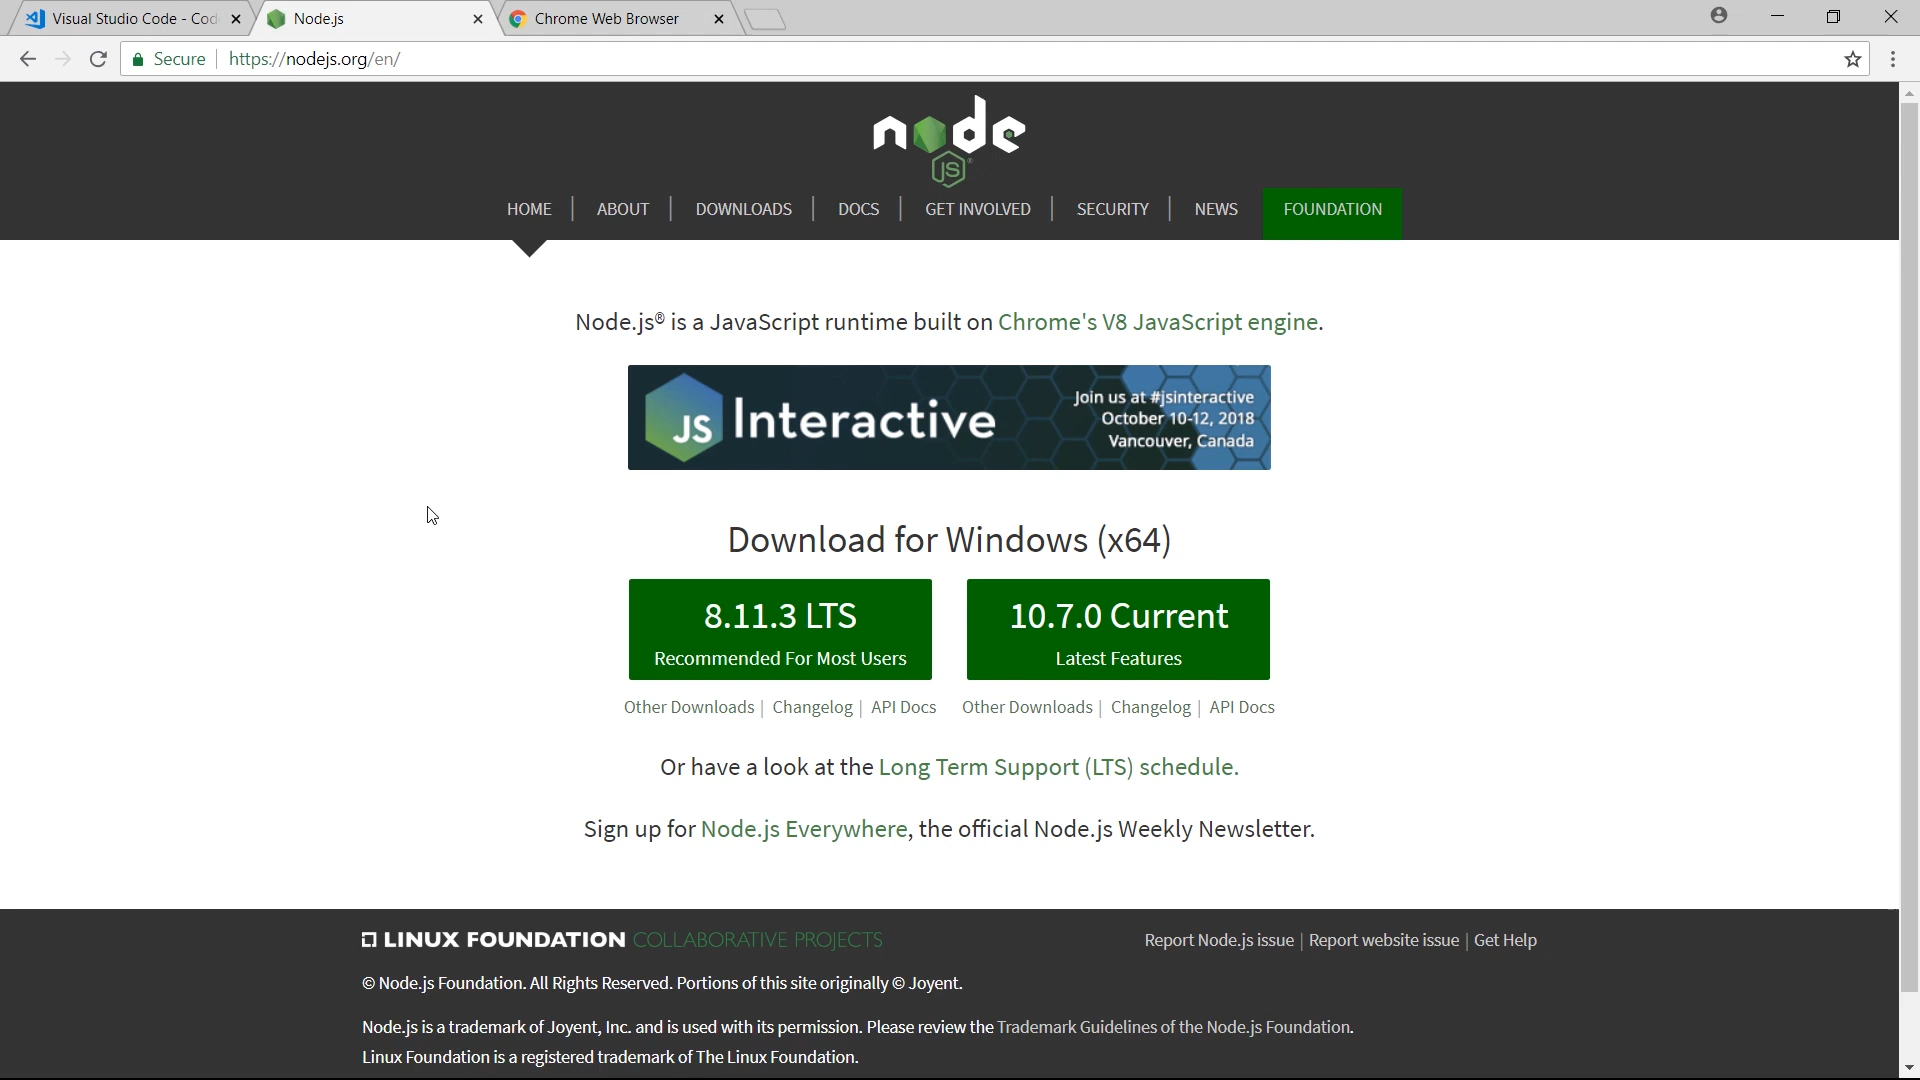 Visual Studio Code - Cod
Node.js
Chrome Web Browser
Secure https://nodejs.org/en/
node
JS
HOME | ABOUT | DOWNLOADS | DOCS | GET INVOLVED | SECURITY | NEWS FOUNDATION
Node.js® is a JavaScript runtime built on Chrome's V8 JavaScript engine.
JS Interactive
Join us at #jsinteractive
October 10-12, 2018
Vancouver, Canada
Download for Windows (x64)
8.11.3 LTS
Recommended For Most Users
10.7.0 Current
Latest Features
Other Downloads | Changelog | API Docs
Other Downloads | Changelog | API Docs
Or have a look at the Long Term Support (LTS) schedule.
Sign up for Node.js Everywhere, the official Node.js Weekly Newsletter.
LINUX FOUNDATION COLLABORATIVE PROJECTS
Report Node.js issue | Report website issue | Get Help
© Node.js Foundation. All Rights Reserved. Portions of this site originally © Joyent.
Node.js is a trademark of Joyent, Inc. and is used with its permission. Please review the Trademark Guidelines of the Node.js Foundation.
Linux Foundation is a registered trademark of The Linux Foundation.